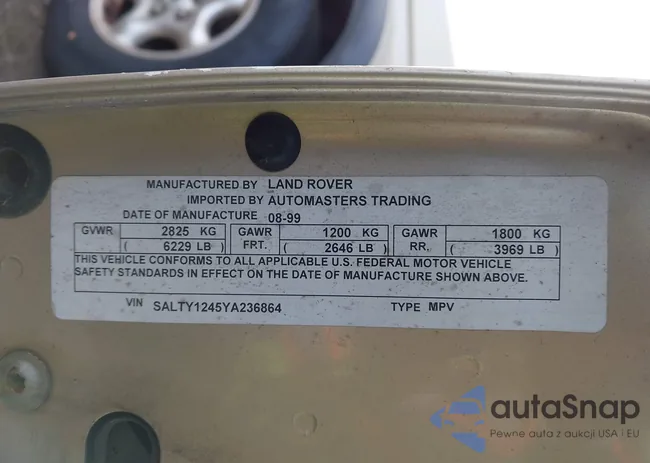 MANUFACTURED BY LAND ROVER
IMPORTED BY AUTOMASTERS TRADING
DATE OF MANUFACTURE 08-99
GVWR 2825 KG GAWR 1200 KG GAWR 1800 KG
( 6229 LB ) FRT. ( 2646 LB ) RR. ( 3969 LB )
THIS VEHICLE CONFORMS TO ALL APPLICABLE U.S. FEDERAL MOTOR VEHICLE
SAFETY STANDARDS IN EFFECT ON THE DATE OF MANUFACTURE SHOWN ABOVE.
VIN SALTY1245YA236864 TYPE MPV
autaSnap
Pewne auta z aukcji USA i EU